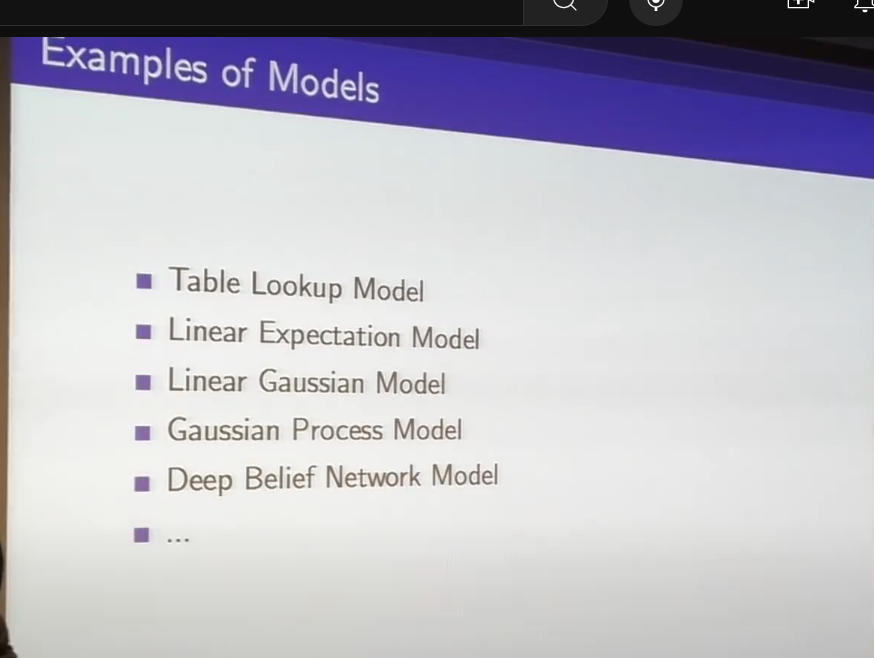 Examples of Models
Table Lookup Model
Linear Expectation Model
Linear Gaussian Model
Gaussian Process Model
Deep Belief Network Model
...